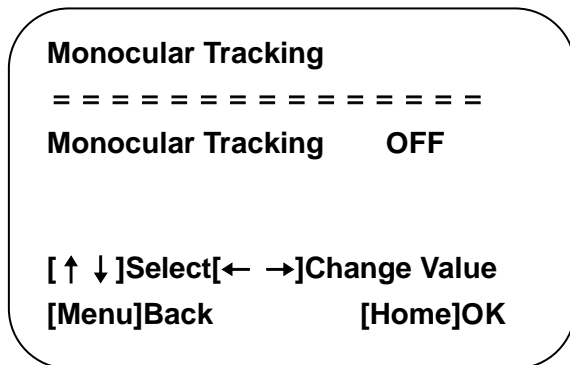 Monocular Tracking
= = = = = = = = = = = = = = =
Monocular Tracking OFF
[↑ ↓]Select[← →]Change Value
[Menu]Back [Home]OK